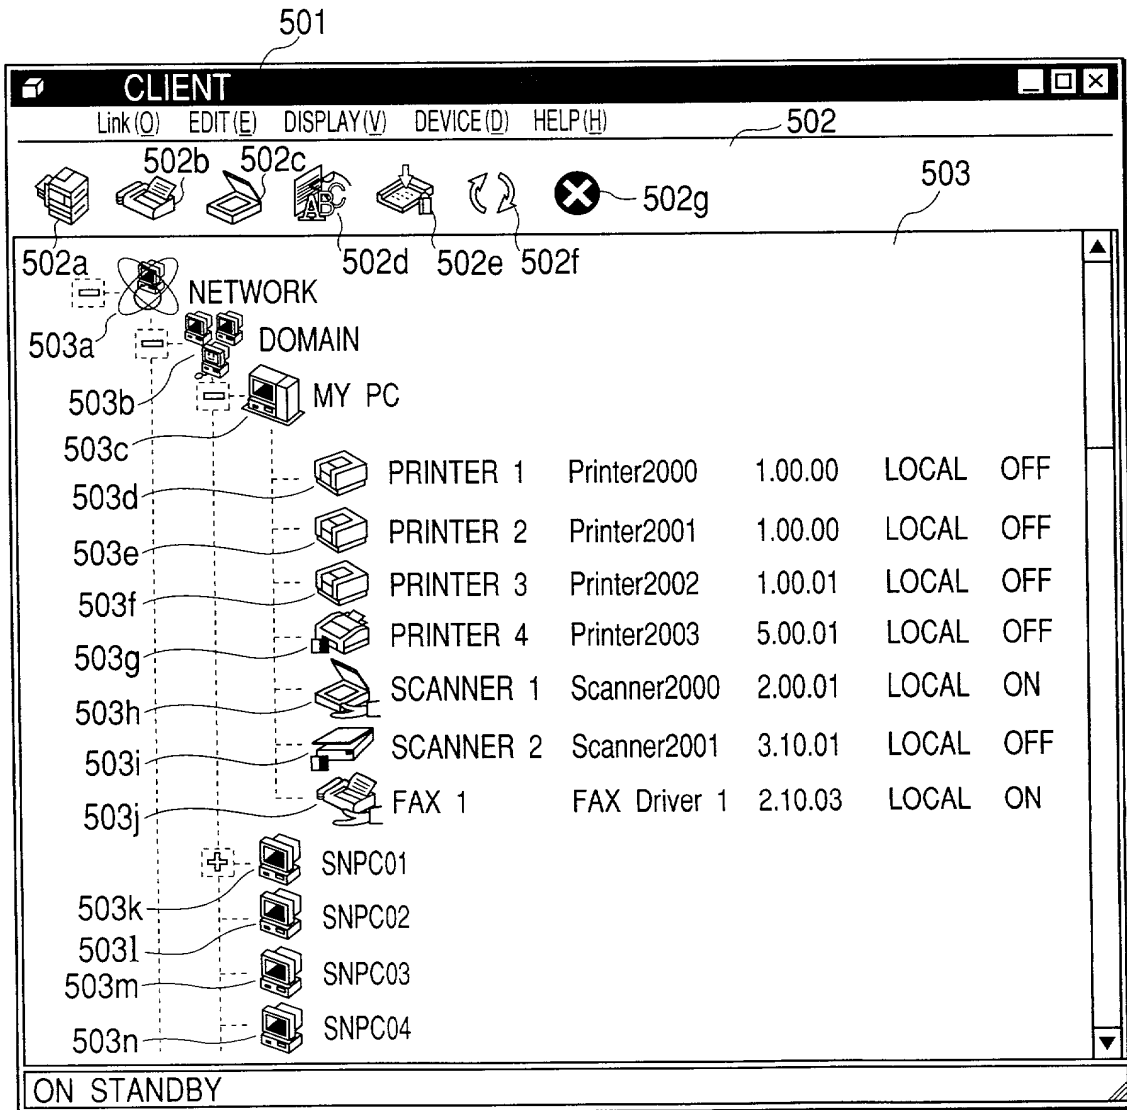 501
CLIENT
Link(O) EDIT(E) DISPLAY(V) DEVICE(D) HELP(H) 502
502b 502c 503
ABC 502g
502a 502d 502e 502f
NETWORK
503a DOMAIN
503b MY PC
503c
PRINTER 1 Printer2000 1.00.00 LOCAL OFF
503d
PRINTER 2 Printer2001 1.00.00 LOCAL OFF
503e
PRINTER 3 Printer2002 1.00.01 LOCAL OFF
503f
PRINTER 4 Printer2003 5.00.01 LOCAL OFF
503g
SCANNER 1 Scanner2000 2.00.01 LOCAL ON
503h
SCANNER 2 Scanner2001 3.10.01 LOCAL OFF
503i
FAX 1 FAX Driver 1 2.10.03 LOCAL ON
503j
SNPC01
503k
SNPC02
503l
SNPC03
503m
SNPC04
503n
ON STANDBY